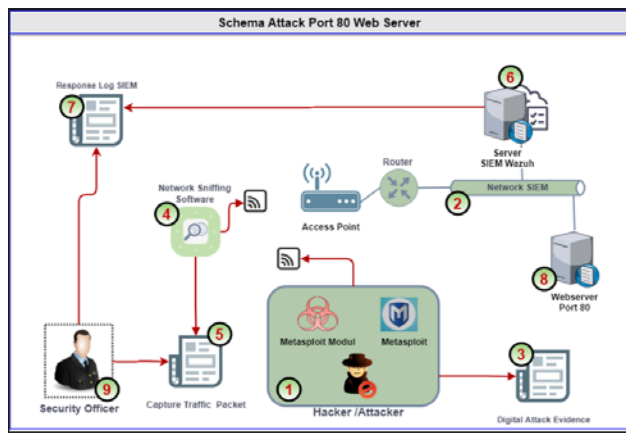 Schema Attack Port 80 Web Server
Response Log SIEM
7
6
Server
SIEM Wazuh
Network Sniffing
Software
4
Router
Access Point
Network SIEM
2
Webserver
Port 80
8
Metasploit Modul
Metasploit
1
Hacker /Attacker
5
Capture Traffic Packet
9
Security Officer
3
Digital Attack Evidence